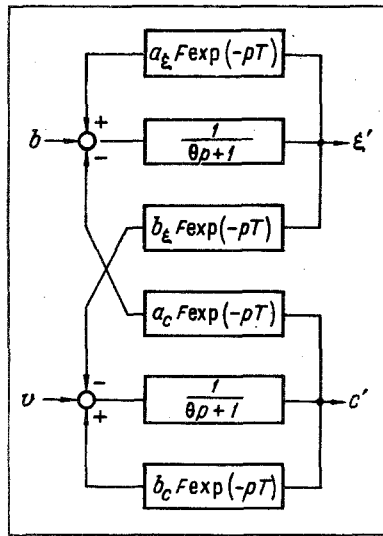 a_ξ F exp(-pT)
+
b
−
1
θp+1
ξ′
b_ξ F exp(-pT)
a_c F exp(-pT)
−
v
+
1
θp+1
c′
b_c F exp(-pT)